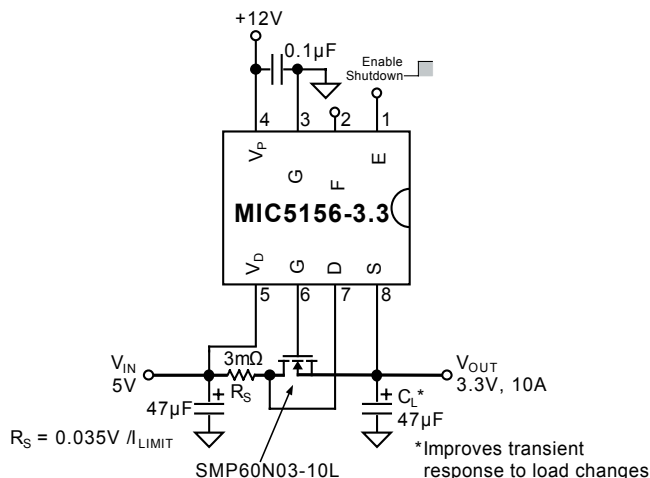 +12V
0.1µF
Enable
Shutdown
4 3 2 1
VP G F E
MIC5156-3.3
VD G D S
5 6 7 8
VIN
5V
3mΩ
RS
VOUT
3.3V, 10A
47µF
CL*
47µF
RS = 0.035V /ILIMIT
SMP60N03-10L
*Improves transient
response to load changes